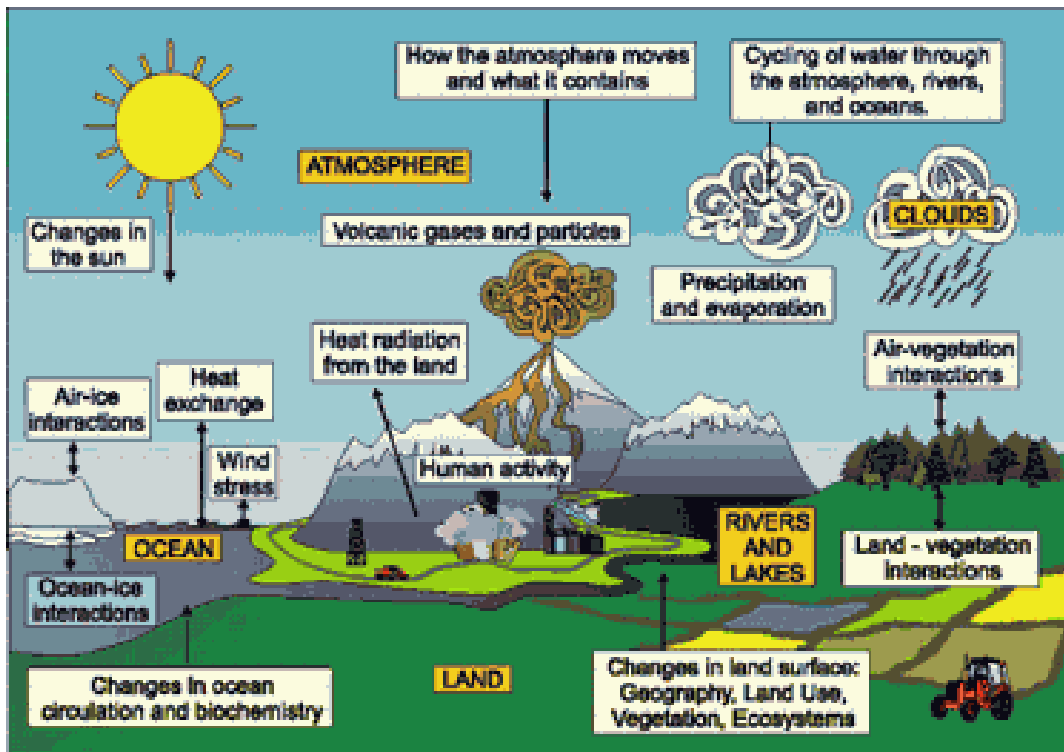 How the atmosphere moves
and what it contains
Cycling of water through
the atmosphere, rivers,
and oceans.
ATMOSPHERE
CLOUDS
Changes in
the sun
Volcanic gases and particles
Precipitation
and evaporation
Heat radiation
from the land
Air-vegetation
interactions
Air-ice
interactions
Heat
exchange
Wind
stress
Human activity
OCEAN
RIVERS
AND
LAKES
Land - vegetation
interactions
Ocean-ice
interactions
LAND
Changes in ocean
circulation and biochemistry
Changes in land surface:
Geography, Land Use,
Vegetation, Ecosystems